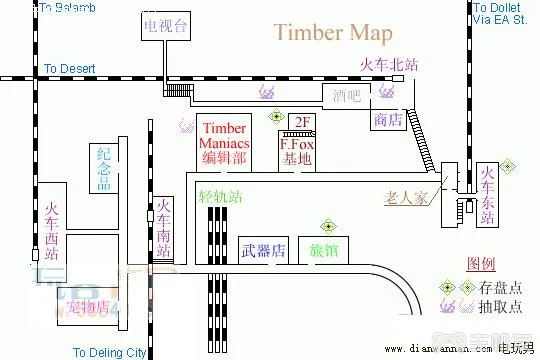 To Balamb
电视台
Timber Map
To Dollet
Via EA St.
To Desert
火车北站
酒吧
商店
2F
Timber
Maniacs
编辑部
F.Fox
基地
纪念品
轻轨站
老人家
火车东站
火车西站
火车南站
武器店
旅馆
图例
存盘点
抽取点
宠物店
To Deling City
www.dianwannan.com 电玩男